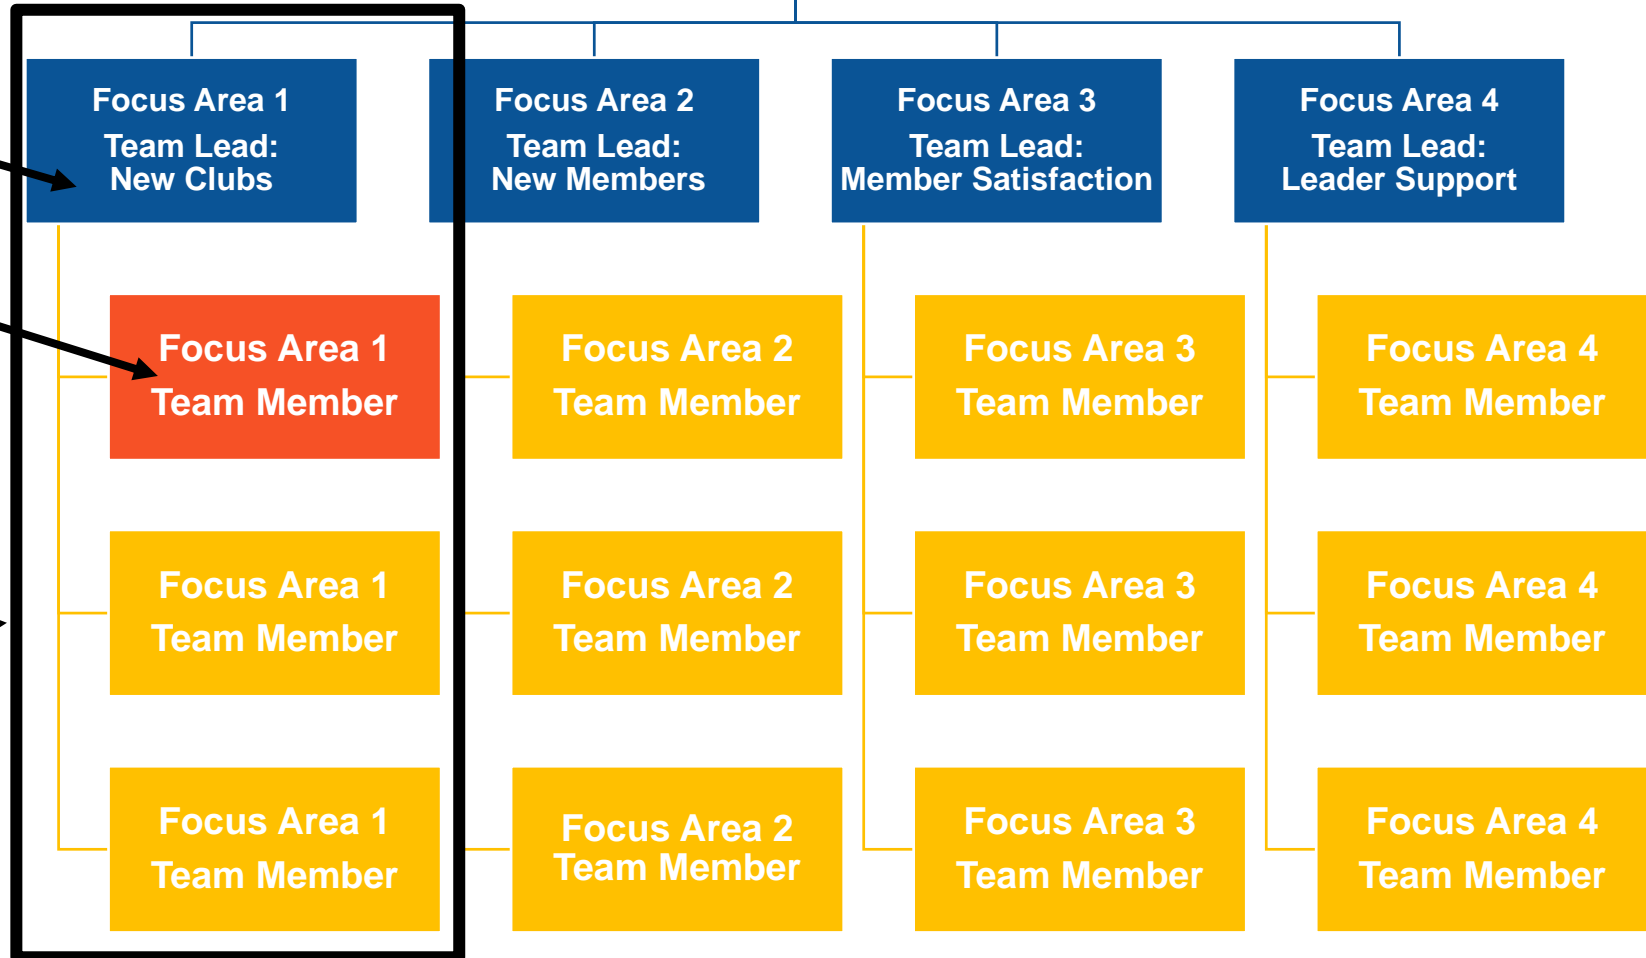 Focus Area 1
Team Lead:
New Clubs
Focus Area 2
Team Lead:
New Members
Focus Area 3
Team Lead:
Member Satisfaction
Focus Area 4
Team Lead:
Leader Support
Focus Area 1
Team Member
Focus Area 2
Team Member
Focus Area 3
Team Member
Focus Area 4
Team Member
Focus Area 1
Team Member
Focus Area 2
Team Member
Focus Area 3
Team Member
Focus Area 4
Team Member
Focus Area 1
Team Member
Focus Area 2
Team Member
Focus Area 3
Team Member
Focus Area 4
Team Member